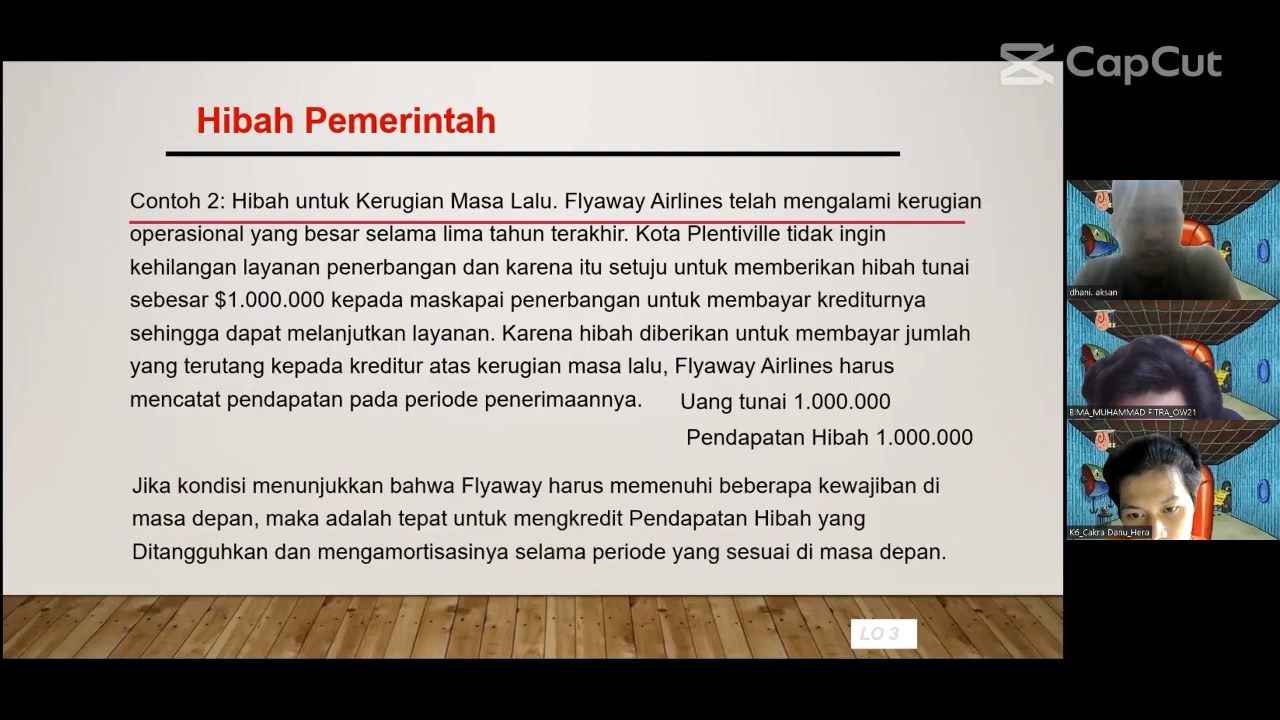 CapCut
Hibah Pemerintah
Contoh 2: Hibah untuk Kerugian Masa Lalu. Flyaway Airlines telah mengalami kerugian
operasional yang besar selama lima tahun terakhir. Kota Plentiville tidak ingin
kehilangan layanan penerbangan dan karena itu setuju untuk memberikan hibah tunai
sebesar $1.000.000 kepada maskapai penerbangan untuk membayar krediturnya
sehingga dapat melanjutkan layanan. Karena hibah diberikan untuk membayar jumlah
yang terutang kepada kreditur atas kerugian masa lalu, Flyaway Airlines harus
mencatat pendapatan pada periode penerimaannya.
Uang tunai 1.000.000
Pendapatan Hibah 1.000.000
Jika kondisi menunjukkan bahwa Flyaway harus memenuhi beberapa kewajiban di
masa depan, maka adalah tepat untuk mengkredit Pendapatan Hibah yang
Ditangguhkan dan mengamortisasinya selama periode yang sesuai di masa depan.
LO 3
dhani. aksan
BIMA_MUHAMMAD FITRA_OW21
K6_Cakra Danu_Hera